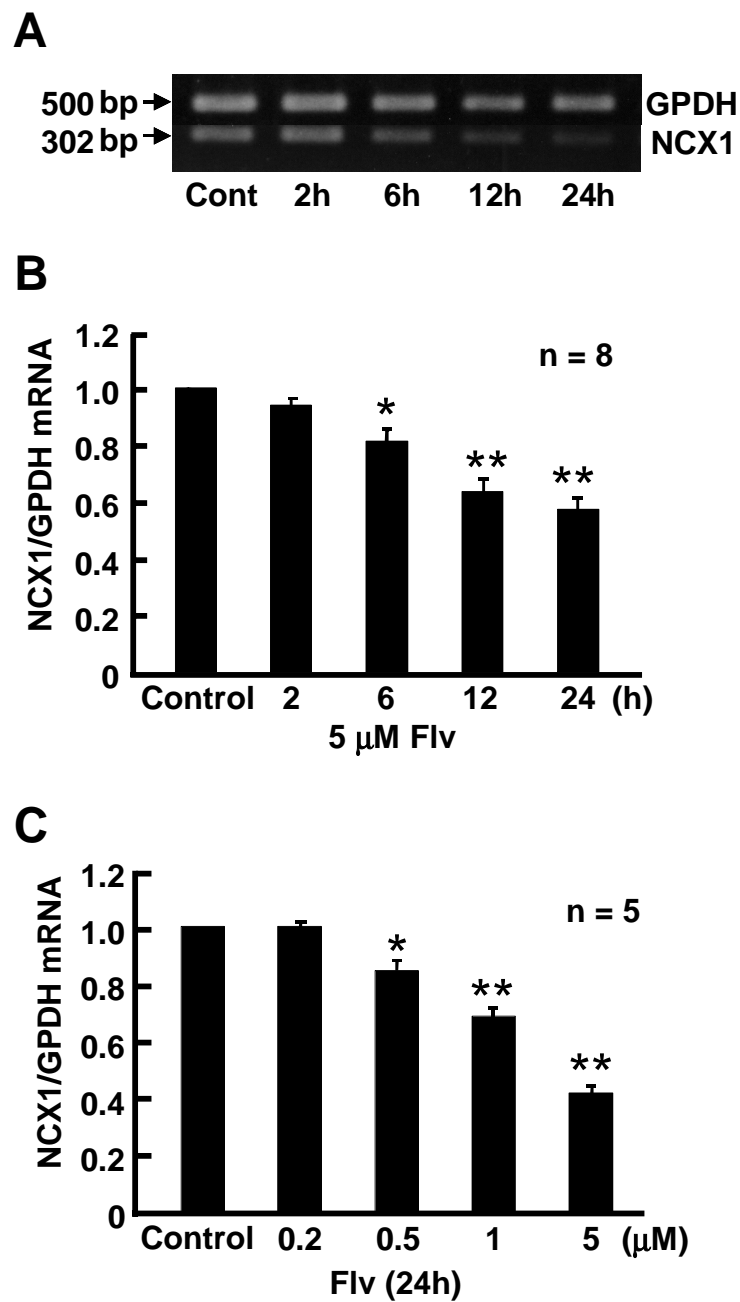 A
500 bp GPDH
302 bp NCX1
Cont 2h 6h 12h 24h
B
NCX1/GPDH mRNA
1.2
1.0
0.8
0.6
0.4
0.2
0
n = 8
*
**
**
Control 2 6 12 24 (h)
5 μM Flv
C
NCX1/GPDH mRNA
1.2
1.0
0.8
0.6
0.4
0.2
0
n = 5
*
**
**
Control 0.2 0.5 1 5 (μM)
Flv (24h)